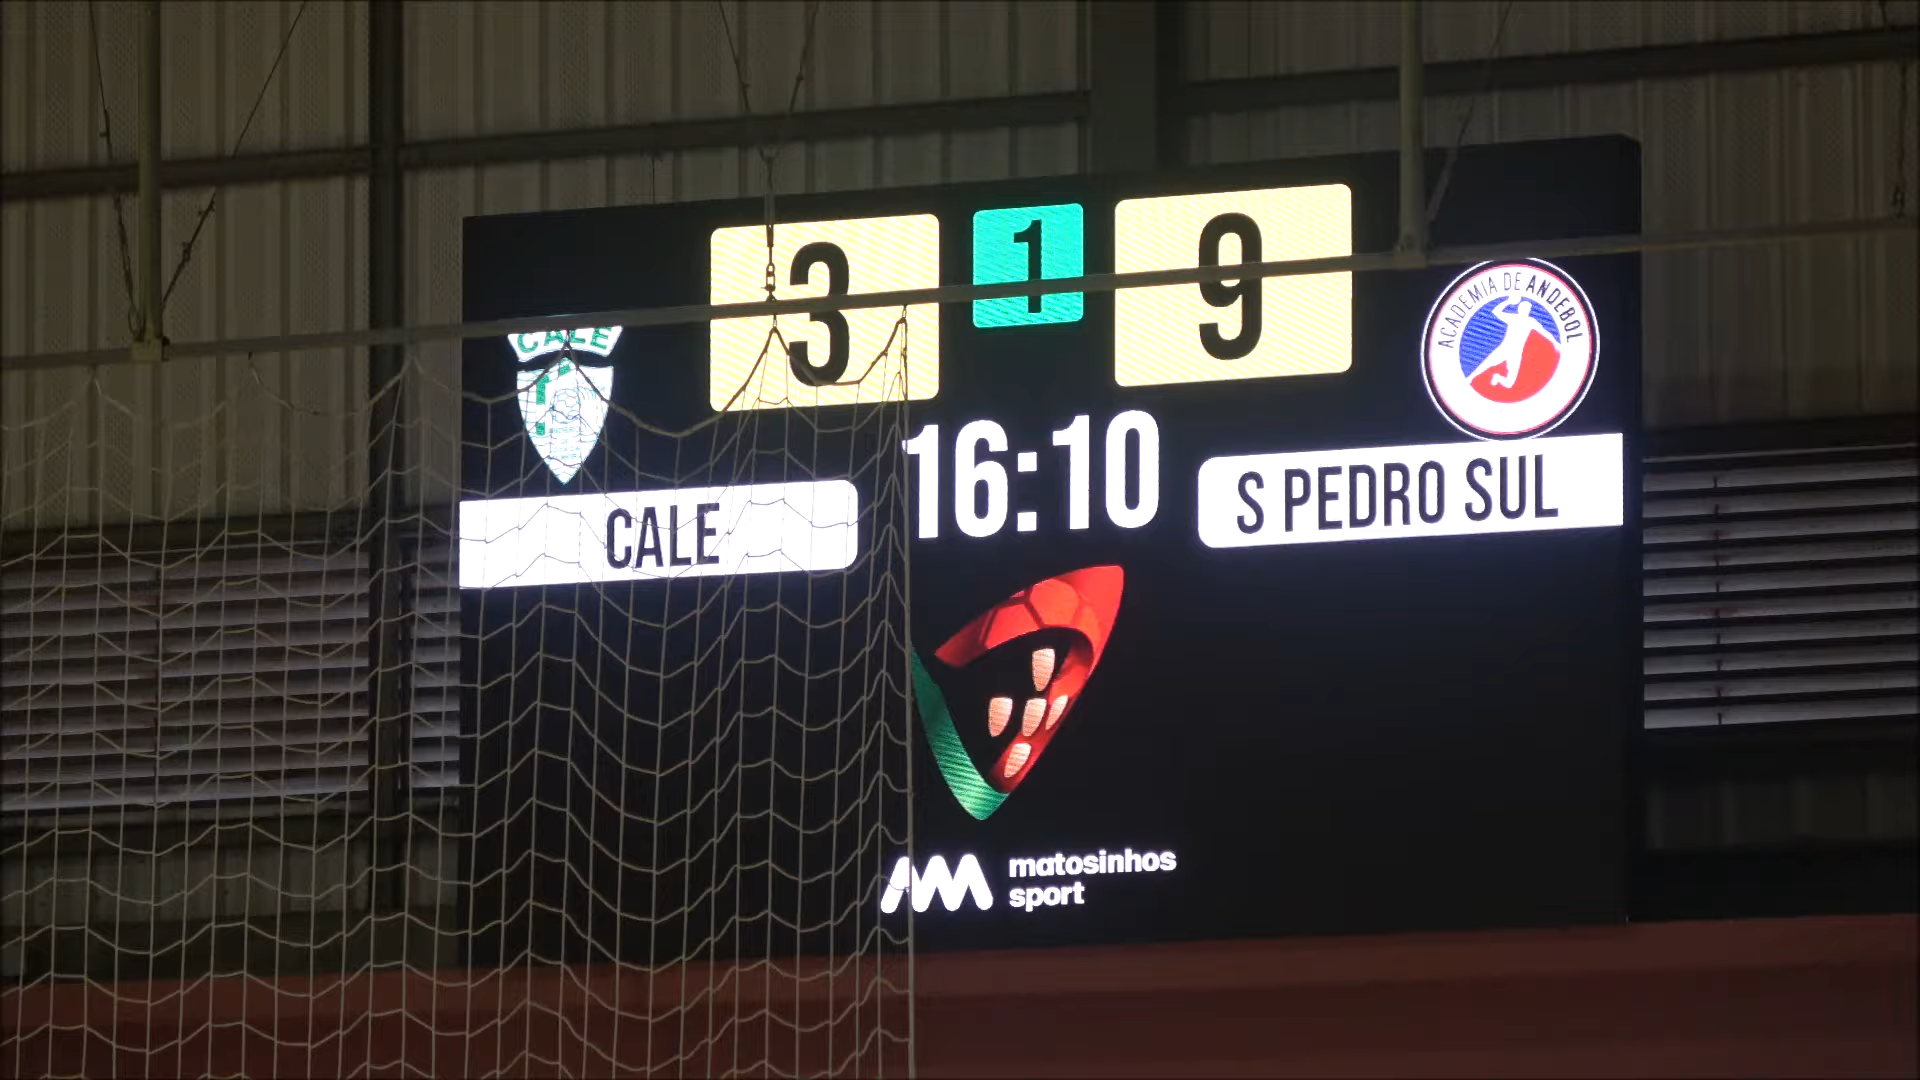 3 1 9
CALE
ACADEMIA DE ANDEBOL
16:10
CALE
S PEDRO SUL
matosinhos
sport